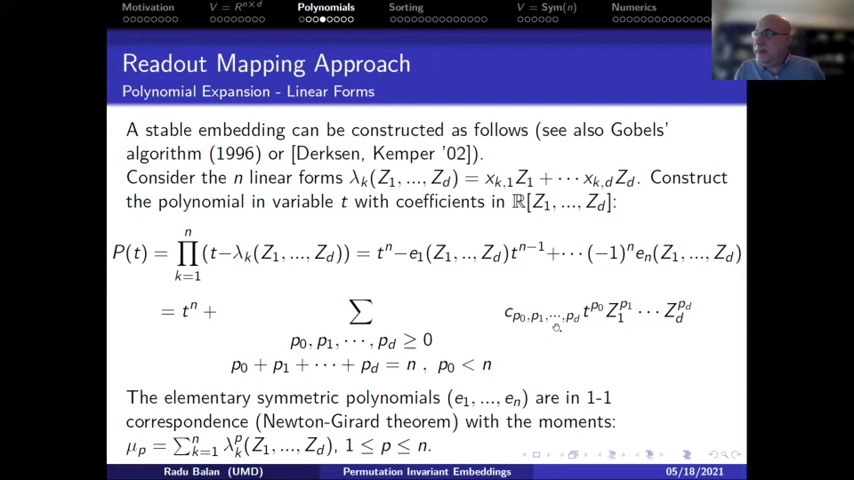 Motivation V = R^{n×d} Polynomials Sorting V = Sym(n) Numerics
Readout Mapping Approach
Polynomial Expansion - Linear Forms
A stable embedding can be constructed as follows (see also Gobels'
algorithm (1996) or [Derksen, Kemper '02]).
Consider the n linear forms λ_k(Z_1, ..., Z_d) = x_{k,1}Z_1 + ··· x_{k,d}Z_d. Construct
the polynomial in variable t with coefficients in ℝ[Z_1, ..., Z_d]:
P(t) = ∏_{k=1}^{n} (t−λ_k(Z_1, ..., Z_d)) = t^n−e_1(Z_1, .., Z_d)t^{n−1}+···(−1)^n e_n(Z_1, ..., Z_d)
= t^n + ∑_{p_0, p_1, ···, p_d ≥ 0, p_0 + p_1 + ··· + p_d = n , p_0 < n} c_{p_0,p_1,···,p_d} t^{p_0} Z_1^{p_1} ··· Z_d^{p_d}
The elementary symmetric polynomials (e_1, ..., e_n) are in 1-1
correspondence (Newton-Girard theorem) with the moments:
μ_p = ∑_{k=1}^{n} λ_k^p(Z_1, ..., Z_d), 1 ≤ p ≤ n.
Radu Balan (UMD) Permutation Invariant Embeddings 05/18/2021